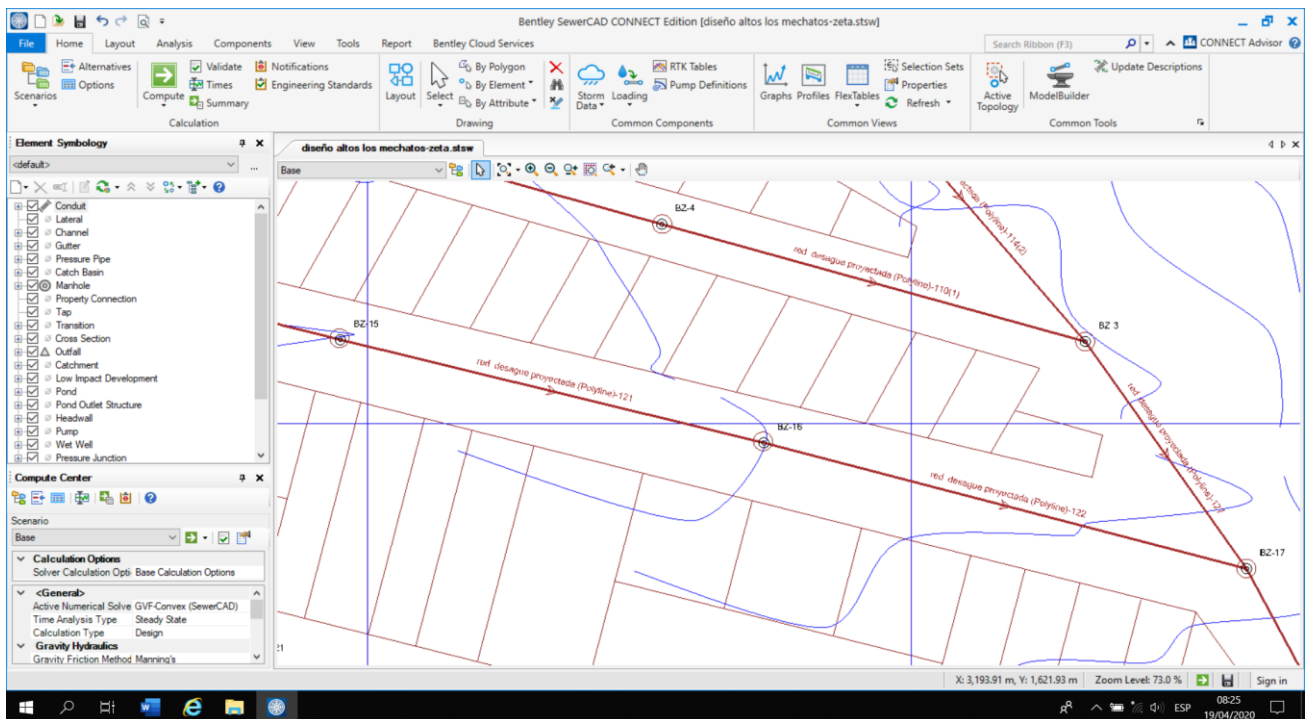 Bentley SewerCAD CONNECT Edition [diseño altos los mechatos-zeta.stsw]
File Home Layout Analysis Components View Tools Report Bentley Cloud Services Search Ribbon (F3) CONNECT Advisor
Scenarios
Alternatives
Options
Compute
Validate
Times
Summary
Notifications
Engineering Standards
Calculation
Layout
Select
By Polygon
By Element
By Attribute
Drawing
Storm Data
Loading
RTK Tables
Pump Definitions
Common Components
Graphs Profiles FlexTables
Selection Sets
Properties
Refresh
Common Views
Active Topology
ModelBuilder
Update Descriptions
Common Tools
Element Symbology
<default>
...
Conduit
Lateral
Channel
Gutter
Pressure Pipe
Catch Basin
Manhole
Property Connection
Tap
Transition
Cross Section
Outfall
Catchment
Low Impact Development
Pond
Pond Outlet Structure
Headwall
Pump
Wet Well
Pressure Junction
Compute Center
Scenario
Base
Calculation Options
Solver Calculation Opti Base Calculation Options
<General>
Active Numerical Solve GVF-Convex (SewerCAD)
Time Analysis Type Steady State
Calculation Type Design
Gravity Hydraulics
Gravity Friction Method Manning's
diseño altos los mechatos-zeta.stsw
Base
BZ-4
(Polyline)-114(2)
red desague proyectada (Polyline)-110(1)
BZ 3
BZ-15
red desague proyectada (Polyline)-121
BZ-16
red desague proyectada (Polyline)-122
BZ-17
X: 3,193.91 m, Y: 1,621.93 m Zoom Level: 73.0 % Sign in
ESP
08:25
19/04/2020